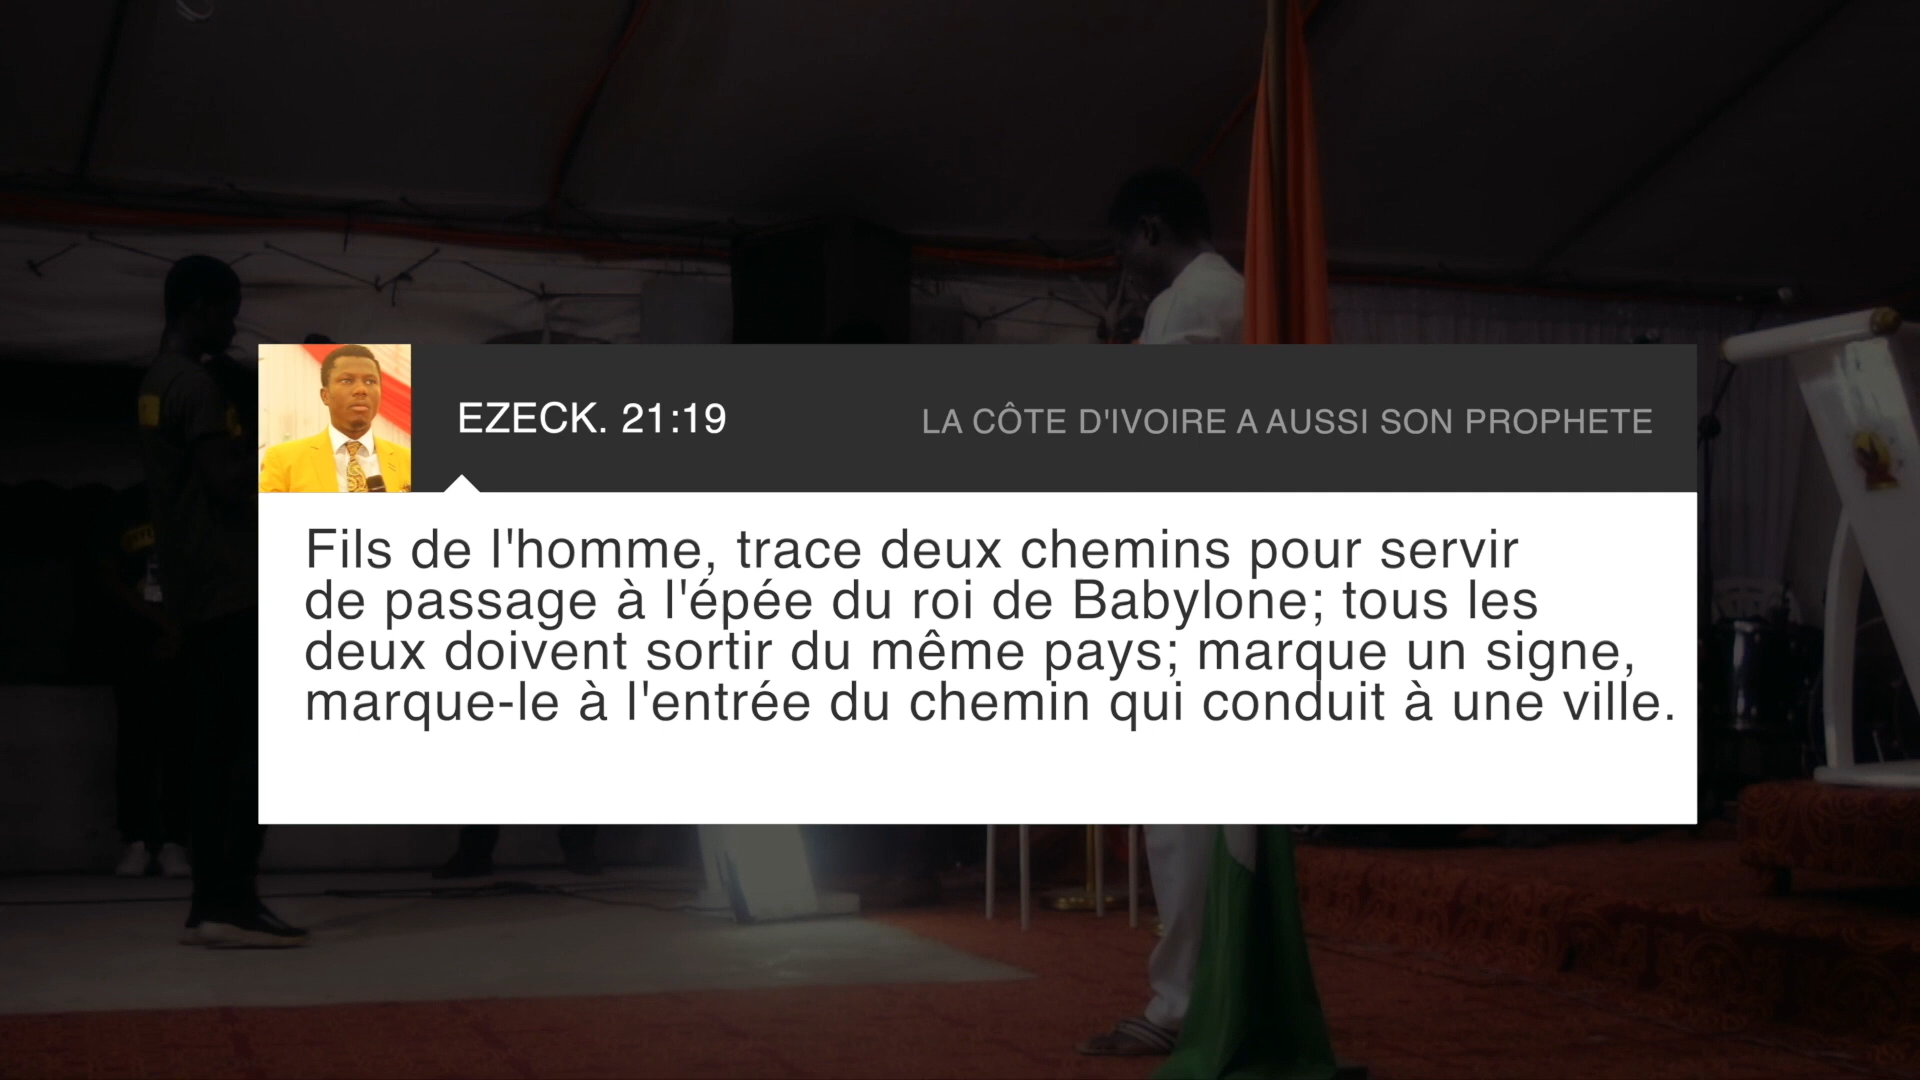 EZECK. 21:19
LA CÔTE D'IVOIRE A AUSSI SON PROPHETE
Fils de l'homme, trace deux chemins pour servir
de passage à l'épée du roi de Babylone; tous les
deux doivent sortir du même pays; marque un signe,
marque-le à l'entrée du chemin qui conduit à une ville.